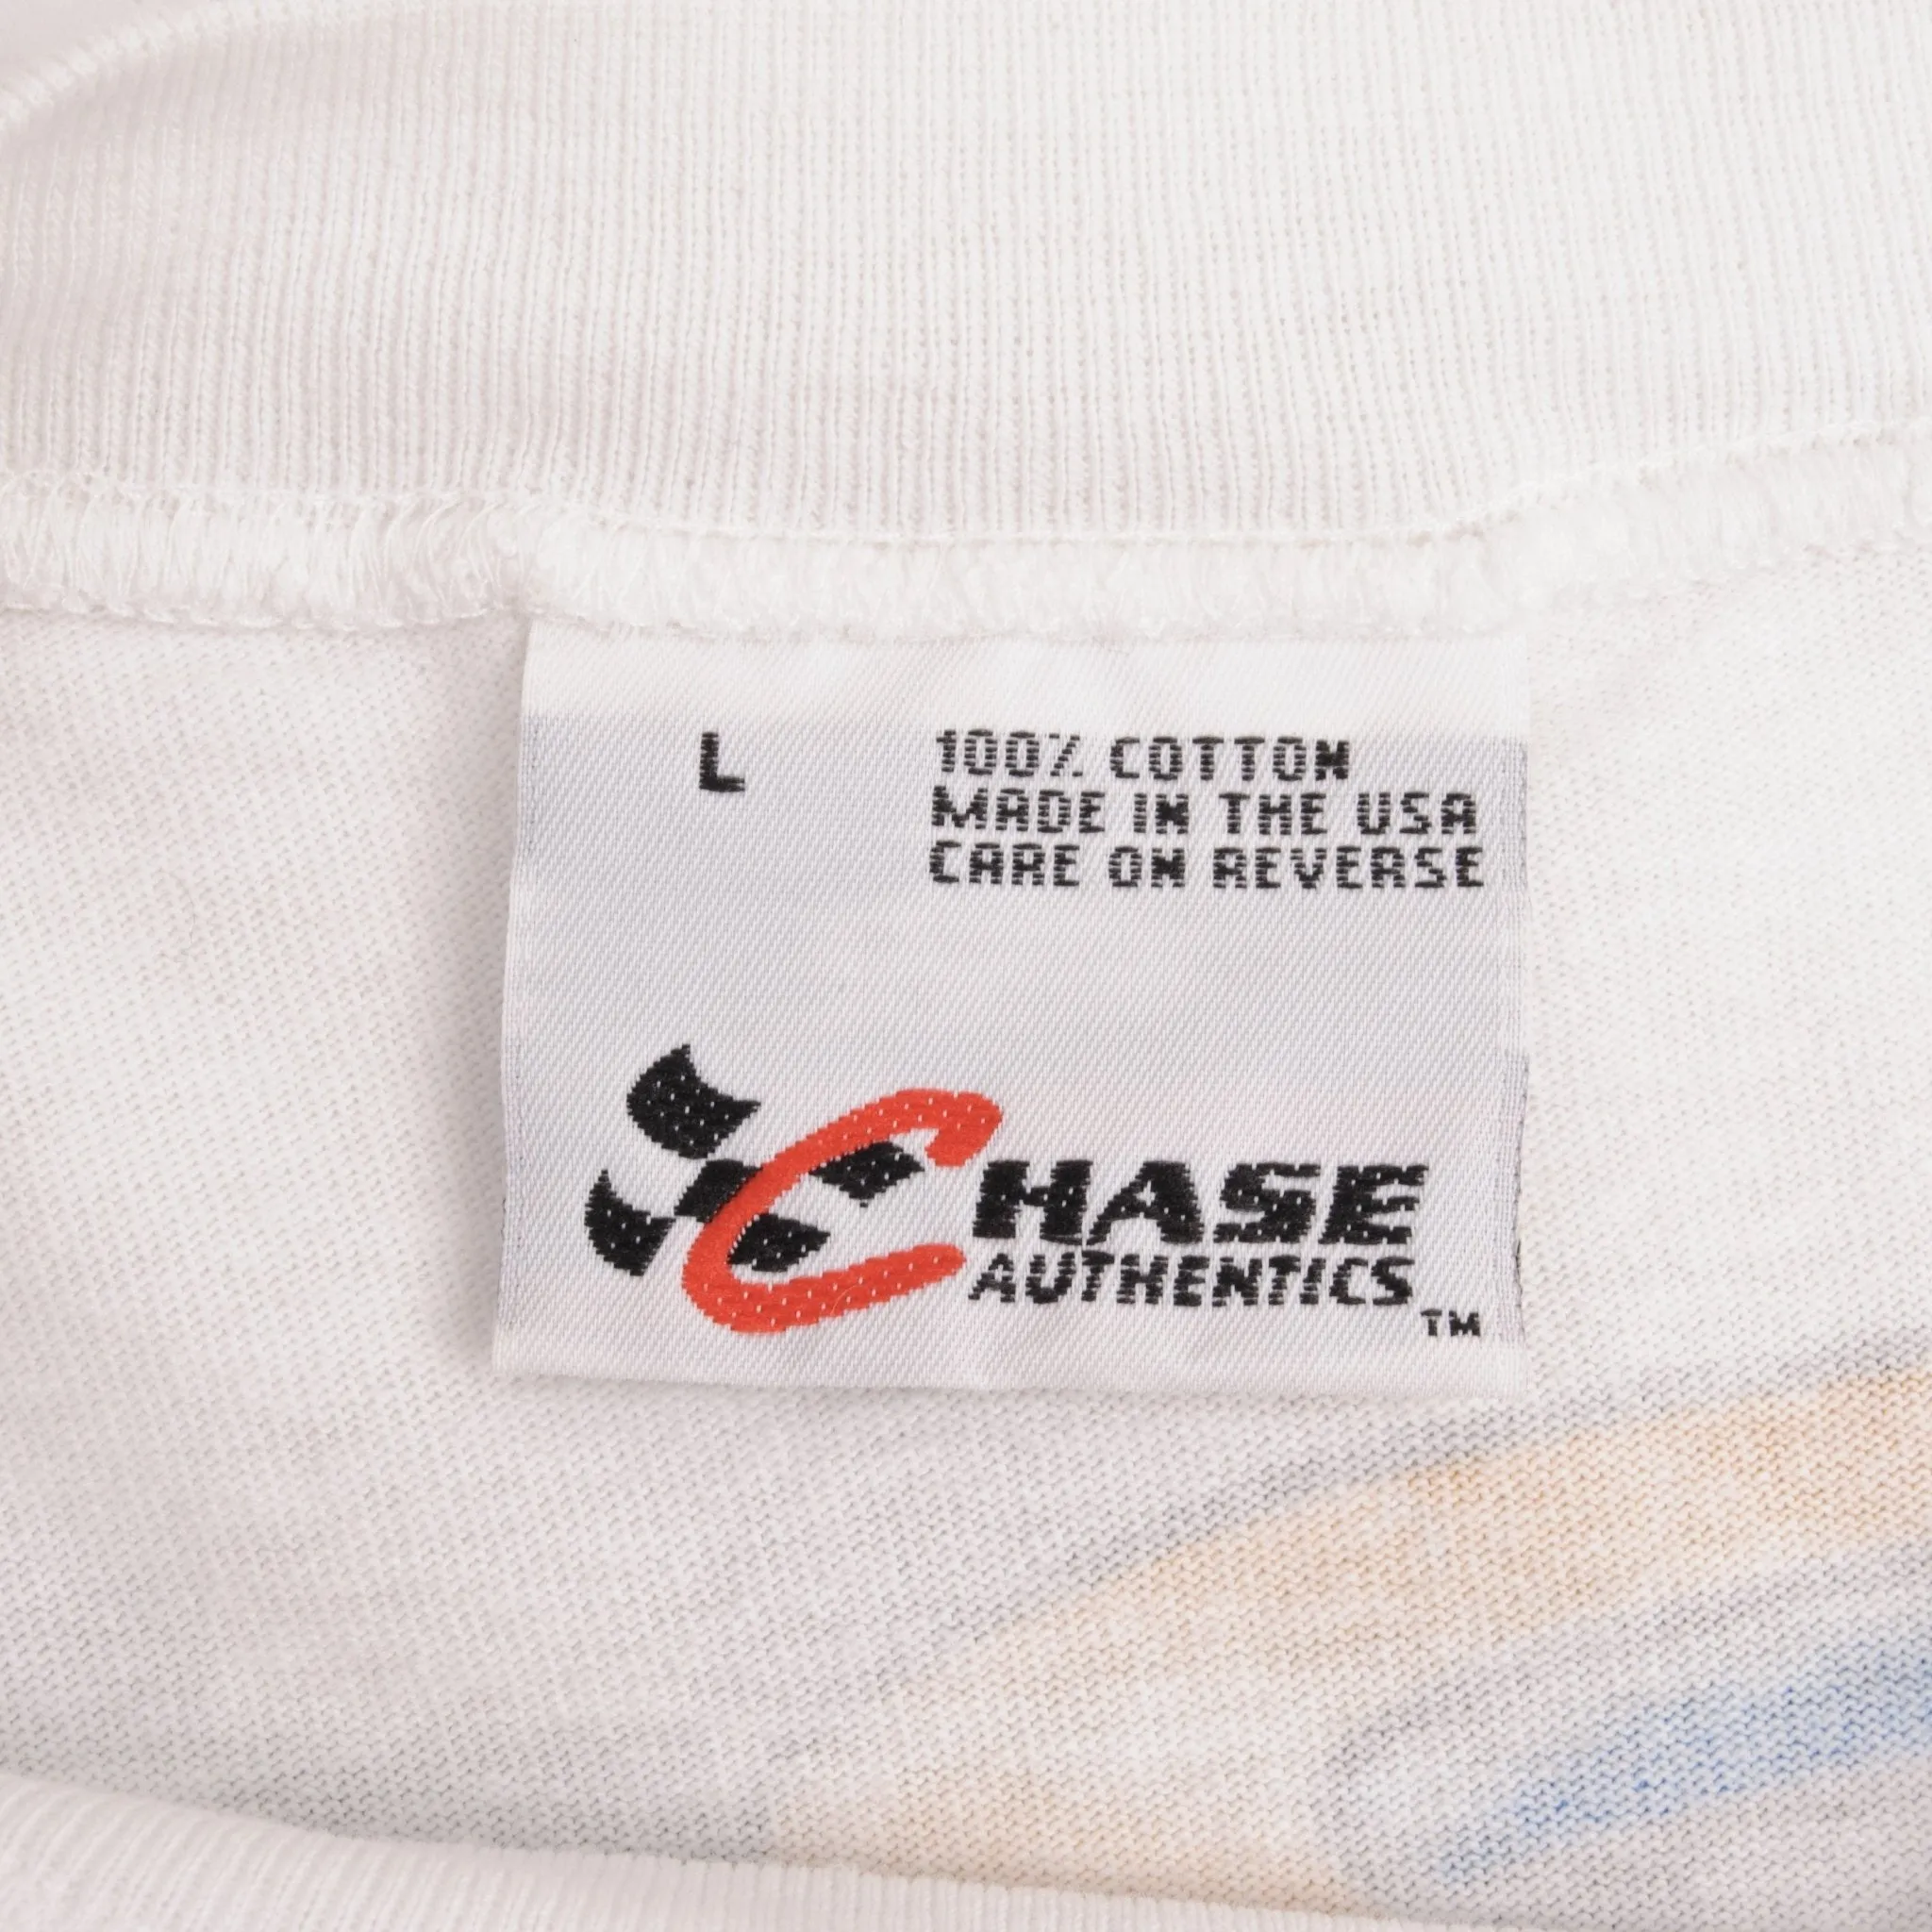 L
100% COTTON
MADE IN THE USA
CARE ON REVERSE
CHASE
AUTHENTICS
TM